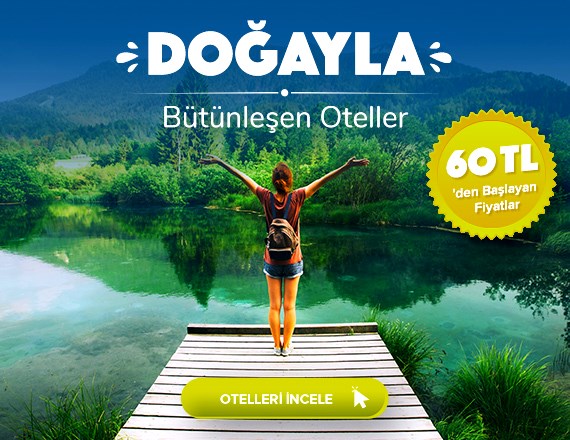 DOĞAYLA
Bütünleşen Oteller
60 TL
'den Başlayan
Fiyatlar
OTELLERİ İNCELE